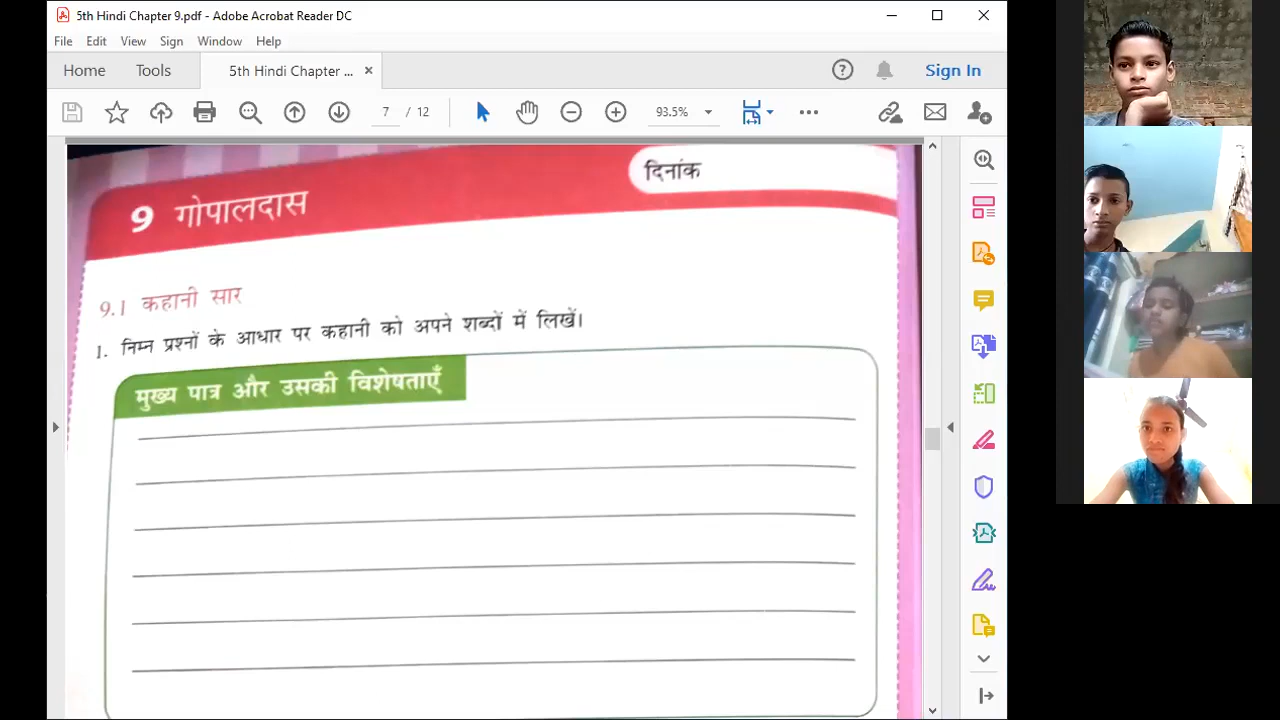 5th Hindi Chapter 9.pdf - Adobe Acrobat Reader DC
File Edit View Sign Window Help
Home Tools 5th Hindi Chapter ... Sign In
7 / 12 93.5%
दिनांक
9 गोपालदास
9.1 कहानी सार
1. निम्न प्रश्नों के आधार पर कहानी को अपने शब्दों में लिखें।
मुख्य पात्र और उसकी विशेषताएँ